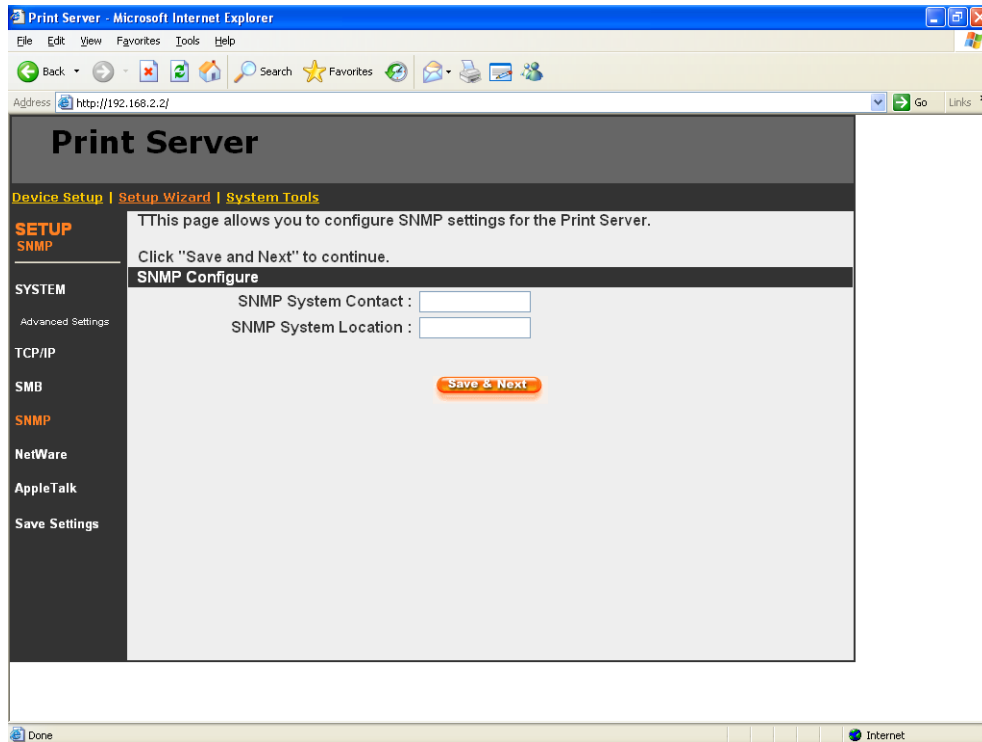 Print Server - Microsoft Internet Explorer
File Edit View Favorites Tools Help
Back Search Favorites
Address http://192.168.2.2/ Go Links
Print Server
Device Setup | Setup Wizard | System Tools
SETUP
SNMP
SYSTEM
Advanced Settings
TCP/IP
SMB
SNMP
NetWare
AppleTalk
Save Settings
TThis page allows you to configure SNMP settings for the Print Server.
Click "Save and Next" to continue.
SNMP Configure
SNMP System Contact :
SNMP System Location :
Save & Next
Done Internet